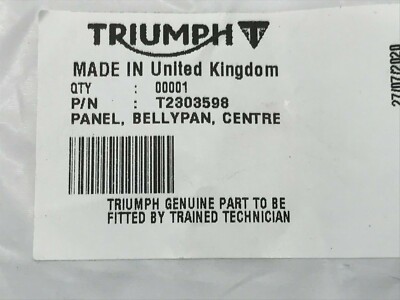 TRIUMPH
MADE IN United Kingdom
QTY : 00001
P/N : T2303598
PANEL, BELLYPAN, CENTRE
TRIUMPH GENUINE PART TO BE
FITTED BY TRAINED TECHNICIAN
27/07/2020